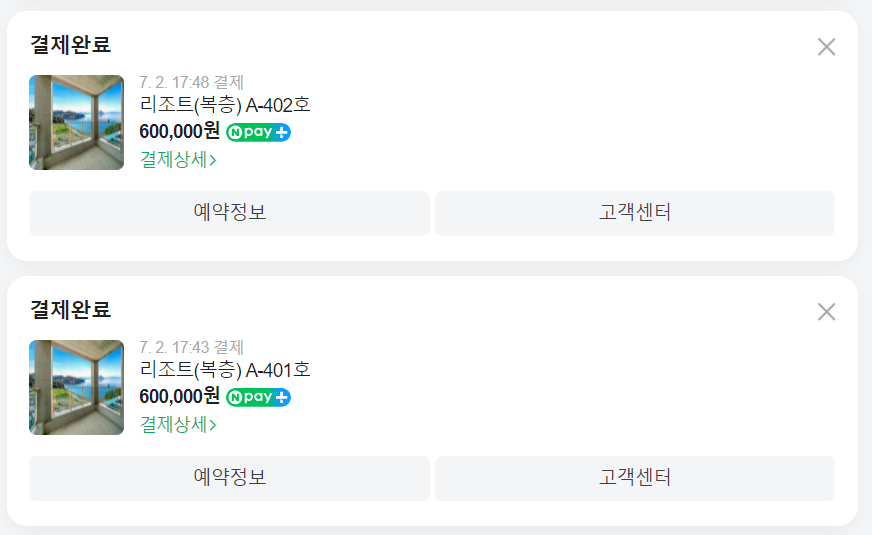 결제완료
7. 2. 17:48 결제
리조트(복층) A-402호
600,000원 N pay +
결제상세
예약정보
고객센터
결제완료
7. 2. 17:43 결제
리조트(복층) A-401호
600,000원 N pay +
결제상세
예약정보
고객센터